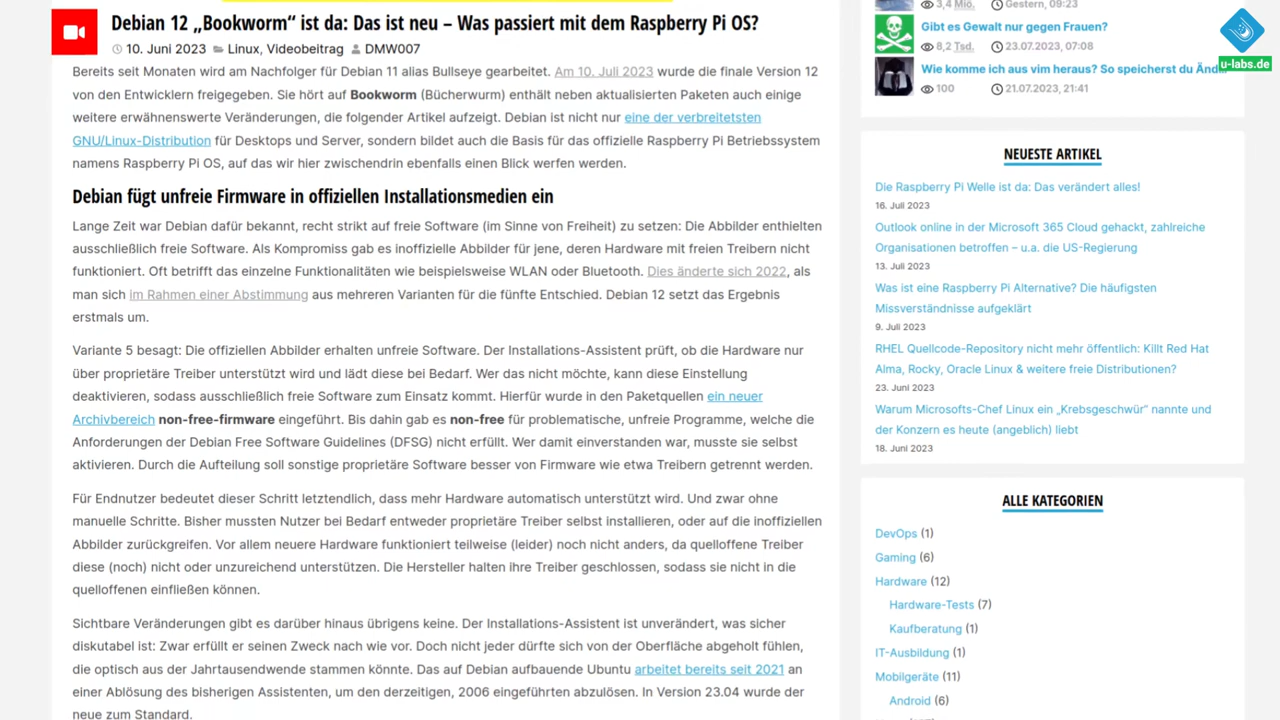 Debian 12 „Bookworm“ ist da: Das ist neu – Was passiert mit dem Raspberry Pi OS?
10. Juni 2023 Linux, Videobeitrag DMW007
Bereits seit Monaten wird am Nachfolger für Debian 11 alias Bullseye gearbeitet. Am 10. Juli 2023 wurde die finale Version 12
von den Entwicklern freigegeben. Sie hört auf Bookworm (Bücherwurm) enthält neben aktualisierten Paketen auch einige
weitere erwähnenswerte Veränderungen, die folgender Artikel aufzeigt. Debian ist nicht nur eine der verbreitetsten
GNU/Linux-Distribution für Desktops und Server, sondern bildet auch die Basis für das offizielle Raspberry Pi Betriebssystem
namens Raspberry Pi OS, auf das wir hier zwischendrin ebenfalls einen Blick werfen werden.
Debian fügt unfreie Firmware in offiziellen Installationsmedien ein
Lange Zeit war Debian dafür bekannt, recht strikt auf freie Software (im Sinne von Freiheit) zu setzen: Die Abbilder enthielten
ausschließlich freie Software. Als Kompromiss gab es inoffizielle Abbilder für jene, deren Hardware mit freien Treibern nicht
funktioniert. Oft betrifft das einzelne Funktionalitäten wie beispielsweise WLAN oder Bluetooth. Dies änderte sich 2022, als
man sich im Rahmen einer Abstimmung aus mehreren Varianten für die fünfte Entschied. Debian 12 setzt das Ergebnis
erstmals um.
Variante 5 besagt: Die offiziellen Abbilder erhalten unfreie Software. Der Installations-Assistent prüft, ob die Hardware nur
über proprietäre Treiber unterstützt wird und lädt diese bei Bedarf. Wer das nicht möchte, kann diese Einstellung
deaktivieren, sodass ausschließlich freie Software zum Einsatz kommt. Hierfür wurde in den Paketquellen ein neuer
Archivbereich non-free-firmware eingeführt. Bis dahin gab es non-free für problematische, unfreie Programme, welche die
Anforderungen der Debian Free Software Guidelines (DFSG) nicht erfüllt. Wer damit einverstanden war, musste sie selbst
aktivieren. Durch die Aufteilung soll sonstige proprietäre Software besser von Firmware wie etwa Treibern getrennt werden.
Für Endnutzer bedeutet dieser Schritt letztendlich, dass mehr Hardware automatisch unterstützt wird. Und zwar ohne
manuelle Schritte. Bisher mussten Nutzer bei Bedarf entweder proprietäre Treiber selbst installieren, oder auf die inoffiziellen
Abbilder zurückgreifen. Vor allem neuere Hardware funktioniert teilweise (leider) noch nicht anders, da quelloffene Treiber
diese (noch) nicht oder unzureichend unterstützen. Die Hersteller halten ihre Treiber geschlossen, sodass sie nicht in die
quelloffenen einfließen können.
Sichtbare Veränderungen gibt es darüber hinaus übrigens keine. Der Installations-Assistent ist unverändert, was sicher
diskutabel ist: Zwar erfüllt er seinen Zweck nach wie vor. Doch nicht jeder dürfte sich von der Oberfläche abgeholt fühlen,
die optisch aus der Jahrtausendwende stammen könnte. Das auf Debian aufbauende Ubuntu arbeitet bereits seit 2021 an
einer Ablösung des bisherigen Assistenten, um den derzeitigen, 2006 eingeführten abzulösen. In Version 23.04 wurde der
neue zum Standard.
3,4 Mio. Gestern, 09:23
Gibt es Gewalt nur gegen Frauen?
8,2 Tsd. 23.07.2023, 07:08
Wie komme ich aus vim heraus? So speicherst du Änd...
100 21.07.2023, 21:41
u-labs.de
NEUESTE ARTIKEL
Die Raspberry Pi Welle ist da: Das verändert alles!
16. Juli 2023
Outlook online in der Microsoft 365 Cloud gehackt, zahlreiche
Organisationen betroffen – u.a. die US-Regierung
13. Juli 2023
Was ist eine Raspberry Pi Alternative? Die häufigsten
Missverständnisse aufgeklärt
9. Juli 2023
RHEL Quellcode-Repository nicht mehr öffentlich: Killt Red Hat
Alma, Rocky, Oracle Linux & weitere freie Distributionen?
23. Juni 2023
Warum Microsofts-Chef Linux ein „Krebsgeschwür” nannte und
der Konzern es heute (angeblich) liebt
18. Juni 2023
ALLE KATEGORIEN
DevOps (1)
Gaming (6)
Hardware (12)
Hardware-Tests (7)
Kaufberatung (1)
IT-Ausbildung (1)
Mobilgeräte (11)
Android (6)